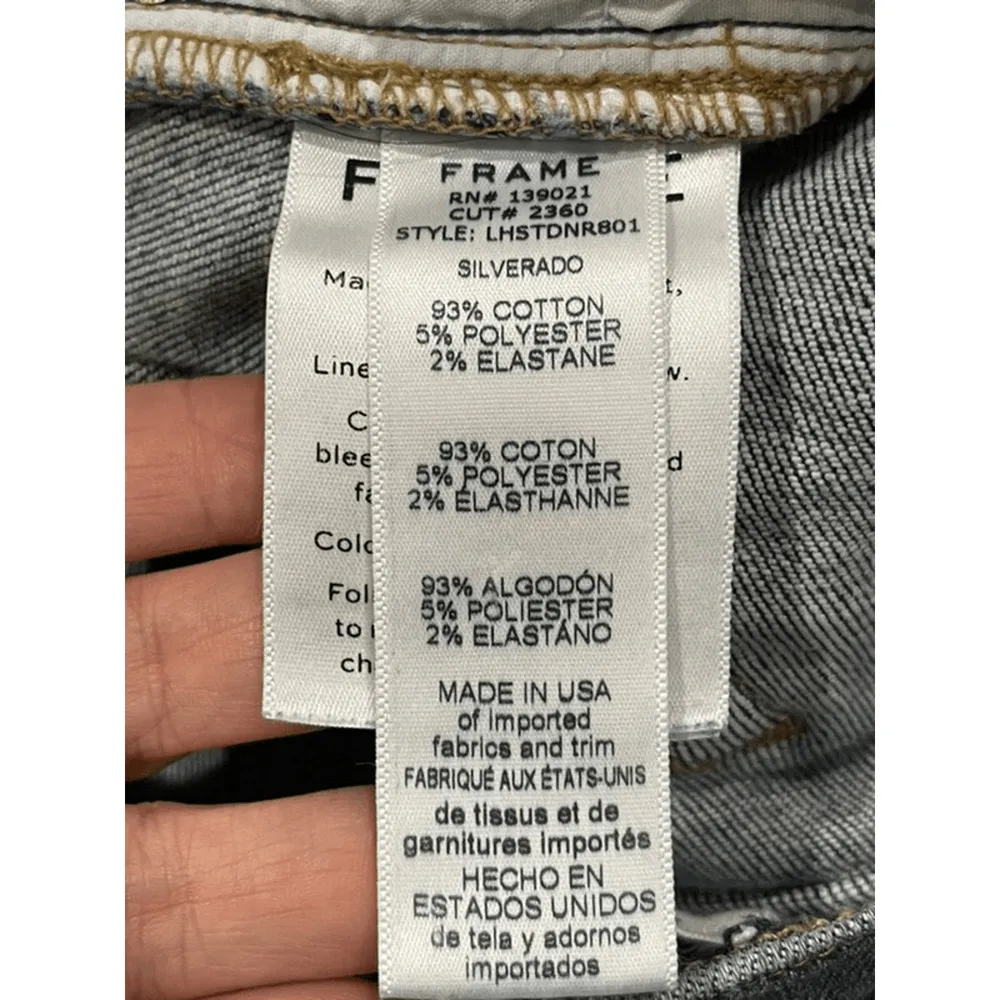 FRAME
RN# 139021
CUT# 2360
STYLE: LHSTDNR801
SILVERADO
93% COTTON
5% POLYESTER
2% ELASTANE
93% COTON
5% POLYESTER
2% ÉLASTHANNE
93% ALGODÓN
5% POLIESTER
2% ELASTÁNO
MADE IN USA
of imported
fabrics and trim
FABRIQUÉ AUX ÉTATS-UNIS
de tissus et de
garnitures importés
HECHO EN
ESTADOS UNIDOS
de tela y adornos
importados
to